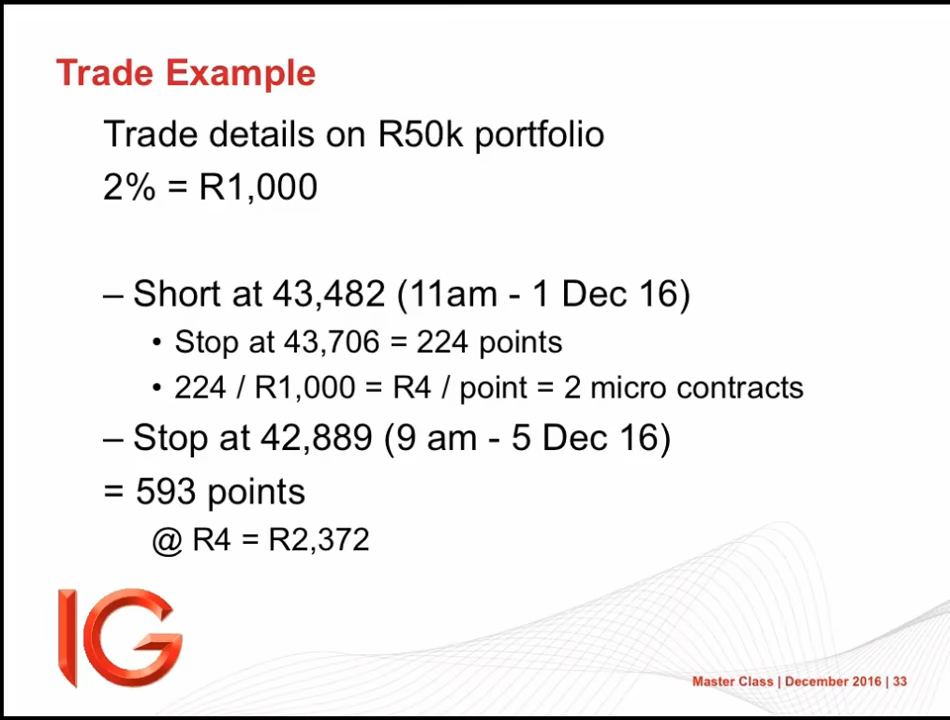 Trade Example
Trade details on R50k portfolio
2% = R1,000
– Short at 43,482 (11am - 1 Dec 16)
• Stop at 43,706 = 224 points
• 224 / R1,000 = R4 / point = 2 micro contracts
– Stop at 42,889 (9 am - 5 Dec 16)
= 593 points
@ R4 = R2,372
IG
Master Class | December 2016 | 33